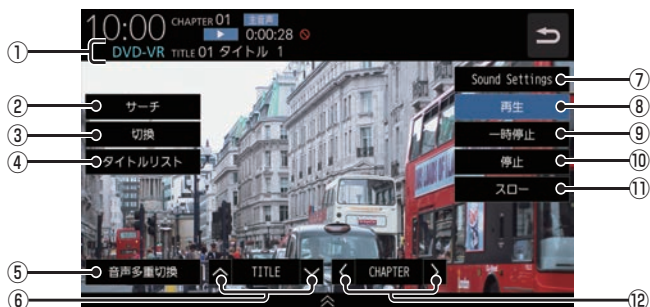 10:00 CHAPTER 01 主音声
0:00:28
① DVD-VR TITLE 01 タイトル 1
Sound Settings ⑦
② サーチ
再生 ⑧
③ 切換
一時停止 ⑨
④ タイトルリスト
停止 ⑩
スロー ⑪
⑤ 音声多重切換
TITLE
CHAPTER
⑥
⑫